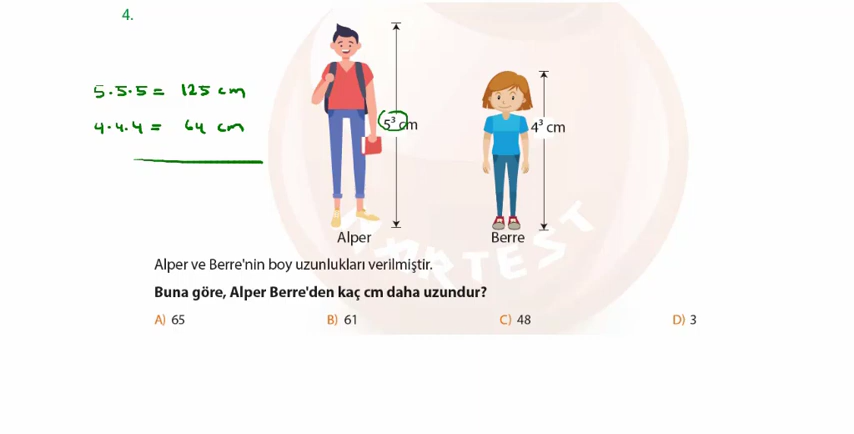 4.
5.5.5 = 125 cm
4.4.4 = 64 cm
5³ cm
4³ cm
Alper
Berre
MARTEST
Alper ve Berre'nin boy uzunlukları verilmiştir.
Buna göre, Alper Berre'den kaç cm daha uzundur?
A) 65 B) 61 C) 48 D) 3